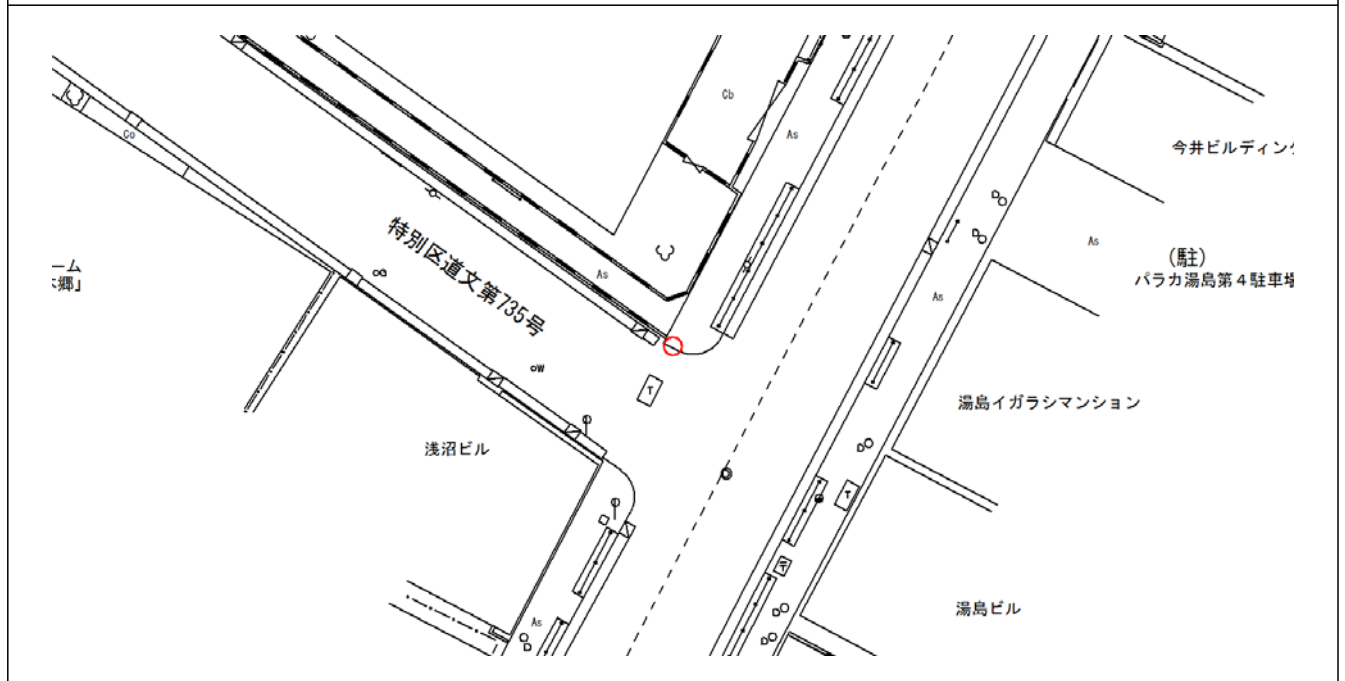 Cb
As
今井ビルディン
Co
D
D
As
(駐)
パラカ湯島第4駐車場
特別区道文第735号
As
ーム
郷」
As
W
T
湯島イガラシマンション
浅沼ビル
D
T
T
湯島ビル
D
D
As
D